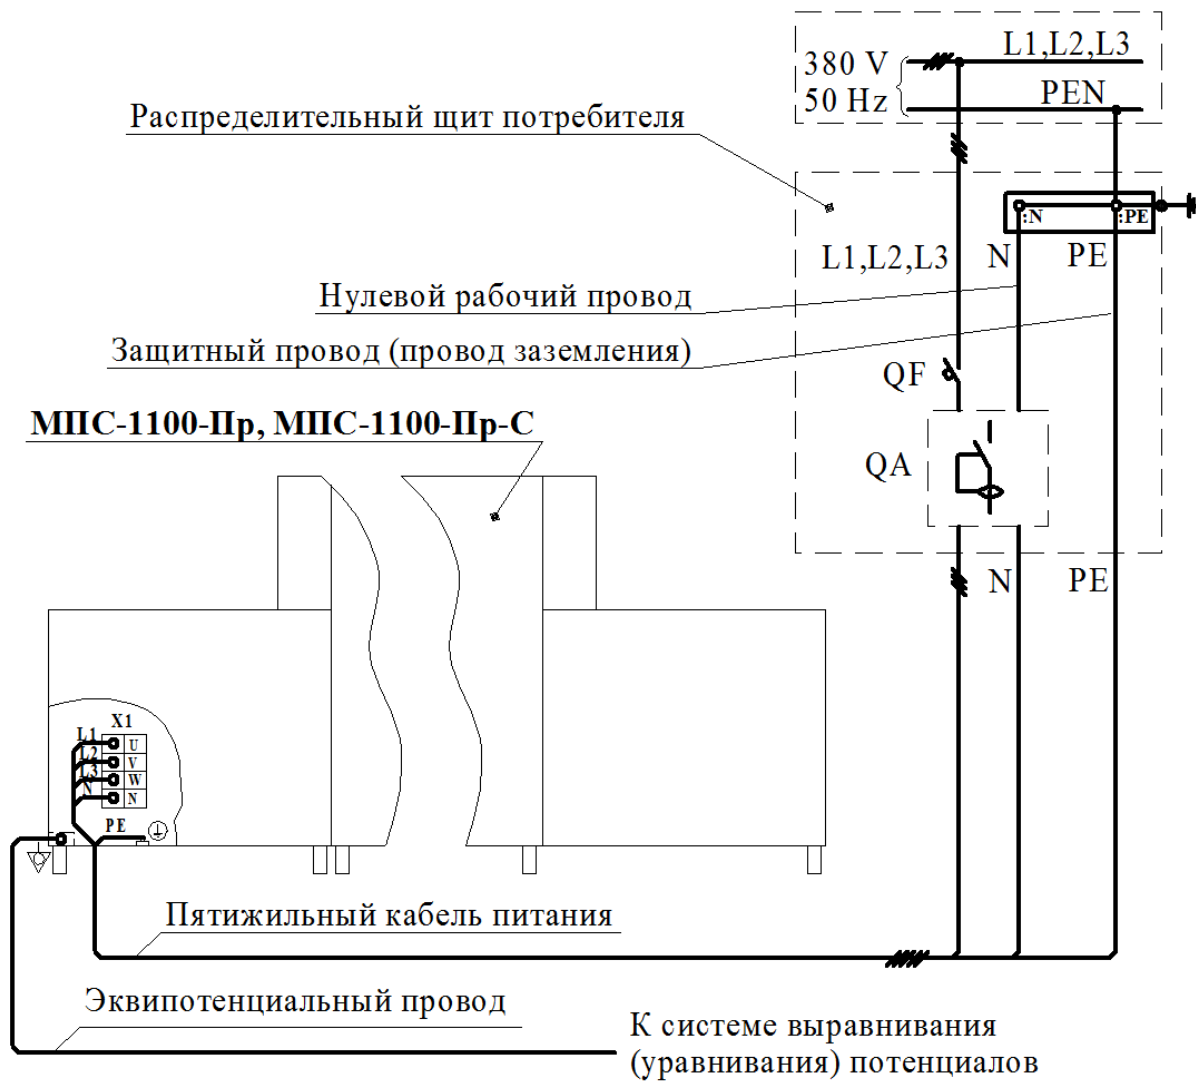 L1,L2,L3
380 V
50 Hz
PEN
Распределительный щит потребителя
:N
:PE
L1,L2,L3
N
PE
Нулевой рабочий провод
Защитный провод (провод заземления)
QF
МПС-1100-Пр, МПС-1100-Пр-С
QA
N
PE
X1
L1
U
L2
V
L3
W
N
N
PE
Пятижильный кабель питания
Эквипотенциальный провод
К системе выравнивания
(уравнивания) потенциалов